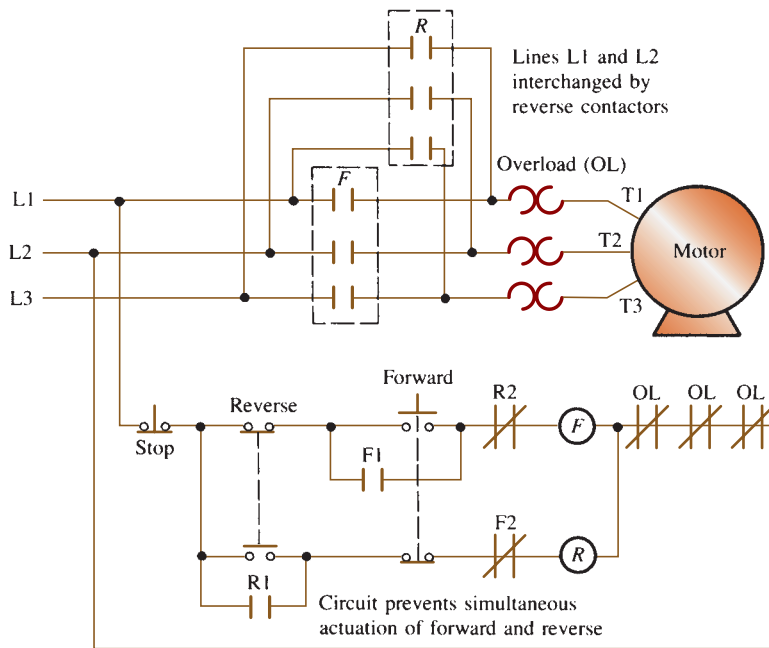 R
Lines L1 and L2
interchanged by
reverse contactors
Overload (OL)
F
L1
T1
L2
T2
Motor
L3
T3
Forward
Reverse
R2
OL
OL
OL
Stop
F
F1
F2
R
R1
Circuit prevents simultaneous
actuation of forward and reverse